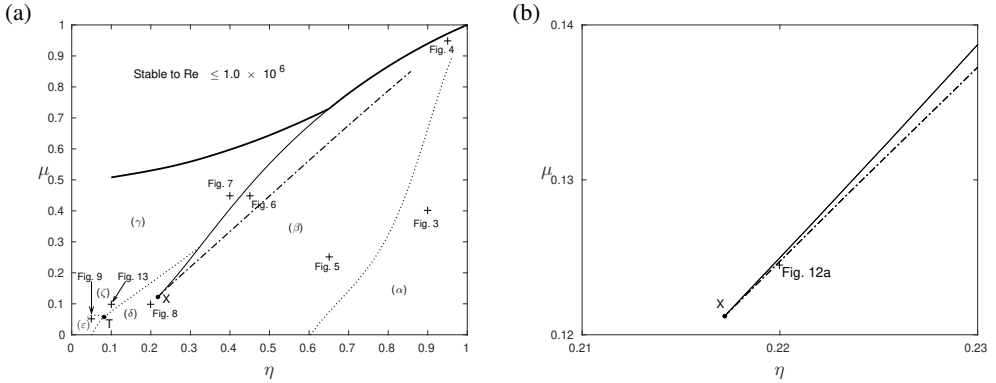 (a)
1
0.9
0.8
0.7
0.6
0.5
0.4
0.3
0.2
0.1
0
μ
Stable to Re ≤ 1.0 × 10^6
Fig. 4
Fig. 7
Fig. 6
Fig. 3
Fig. 5
(γ)
(β)
(α)
Fig. 9
Fig. 13
(ζ)
X
(δ)
Fig. 8
(ε)
T
0 0.1 0.2 0.3 0.4 0.5 0.6 0.7 0.8 0.9 1
η
(b)
0.14
0.13
0.12
μ
Fig. 12a
X
0.21 0.22 0.23
η